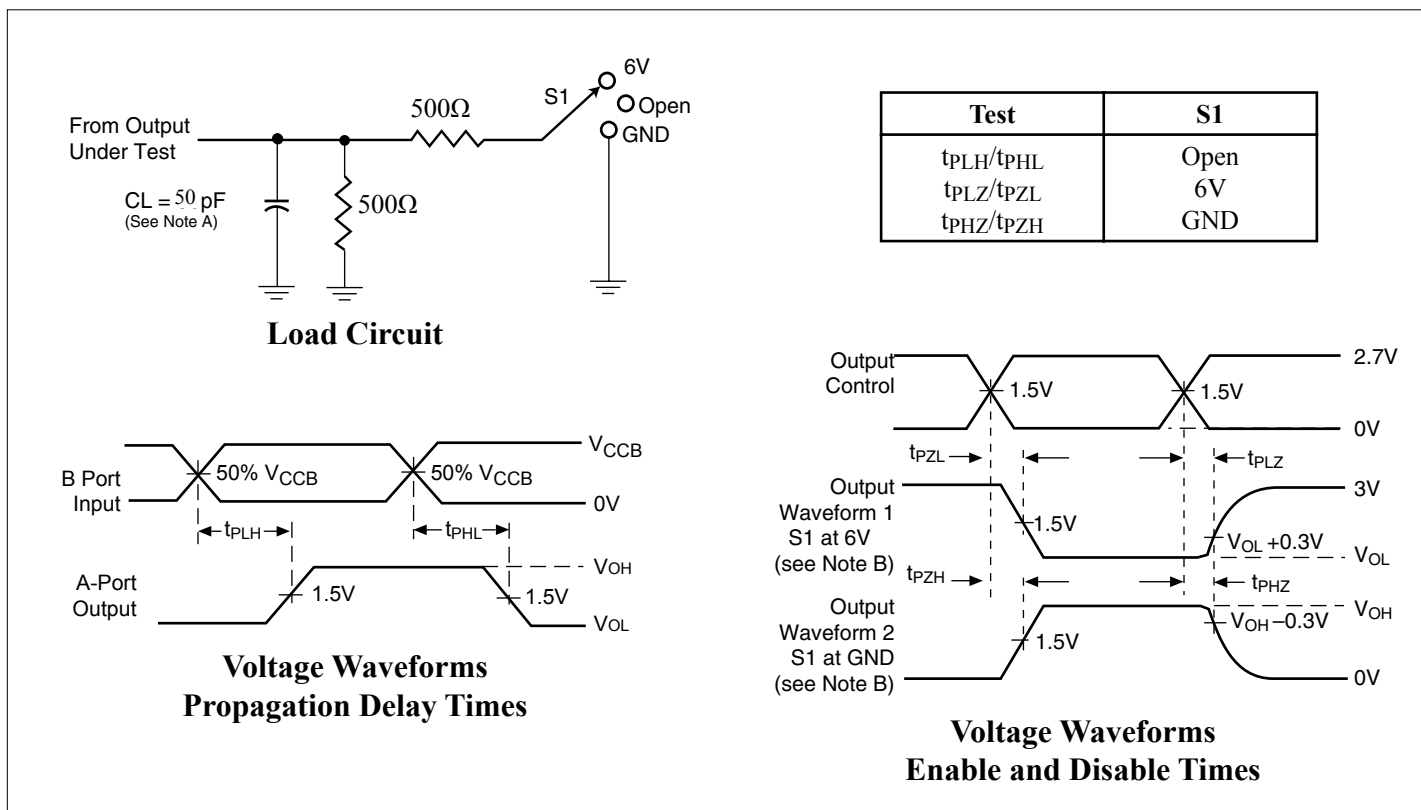 6V
S1
Open
GND
500Ω
From Output
Under Test
CL = 50 pF
(See Note A)
500Ω
Load Circuit
Test S1
tPLH/tPHL Open
tPLZ/tPZL 6V
tPHZ/tPZH GND
B Port
Input
50% VCCB
50% VCCB
VCCB
0V
tPLH
tPHL
A-Port
Output
1.5V
1.5V
VOH
VOL
Voltage Waveforms
Propagation Delay Times
Output
Control
1.5V
1.5V
2.7V
0V
tPZL
tPLZ
Output
Waveform 1
S1 at 6V
(see Note B)
1.5V
3V
VOL +0.3V
VOL
tPZH
tPHZ
Output
Waveform 2
S1 at GND
(see Note B)
1.5V
VOH
VOH –0.3V
0V
Voltage Waveforms
Enable and Disable Times